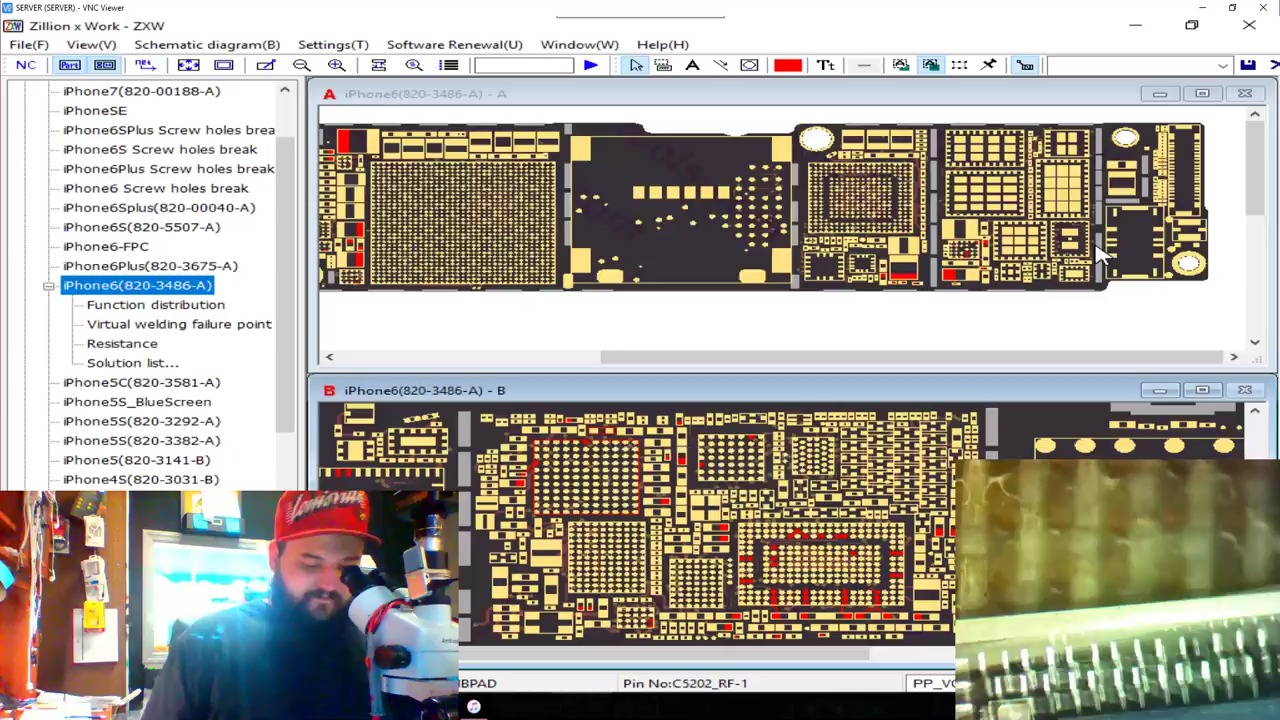 SERVER (SERVER) - VNC Viewer
Zillion x Work - ZXW
File(F) View(V) Schematic diagram(B) Settings(T) Software Renewal(U) Window(W) Help(H)
NC Part net
iPhone7(820-00188-A)
iPhoneSE
iPhone6SPlus Screw holes brea
iPhone6S Screw holes break
iPhone6Plus Screw holes break
iPhone6 Screw holes break
iPhone6Splus(820-00040-A)
iPhone6S(820-5507-A)
iPhone6-FPC
iPhone6Plus(820-3675-A)
iPhone6(820-3486-A)
Function distribution
Virtual welding failure point
Resistance
Solution list...
iPhone5C(820-3581-A)
iPhone5S_BlueScreen
iPhone5S(820-3292-A)
iPhone5S(820-3382-A)
iPhone5(820-3141-B)
iPhone4S(820-3031-B)
A iPhone6(820-3486-A) - A
B iPhone6(820-3486-A) - B
IBPAD Pin No:C5202_RF-1